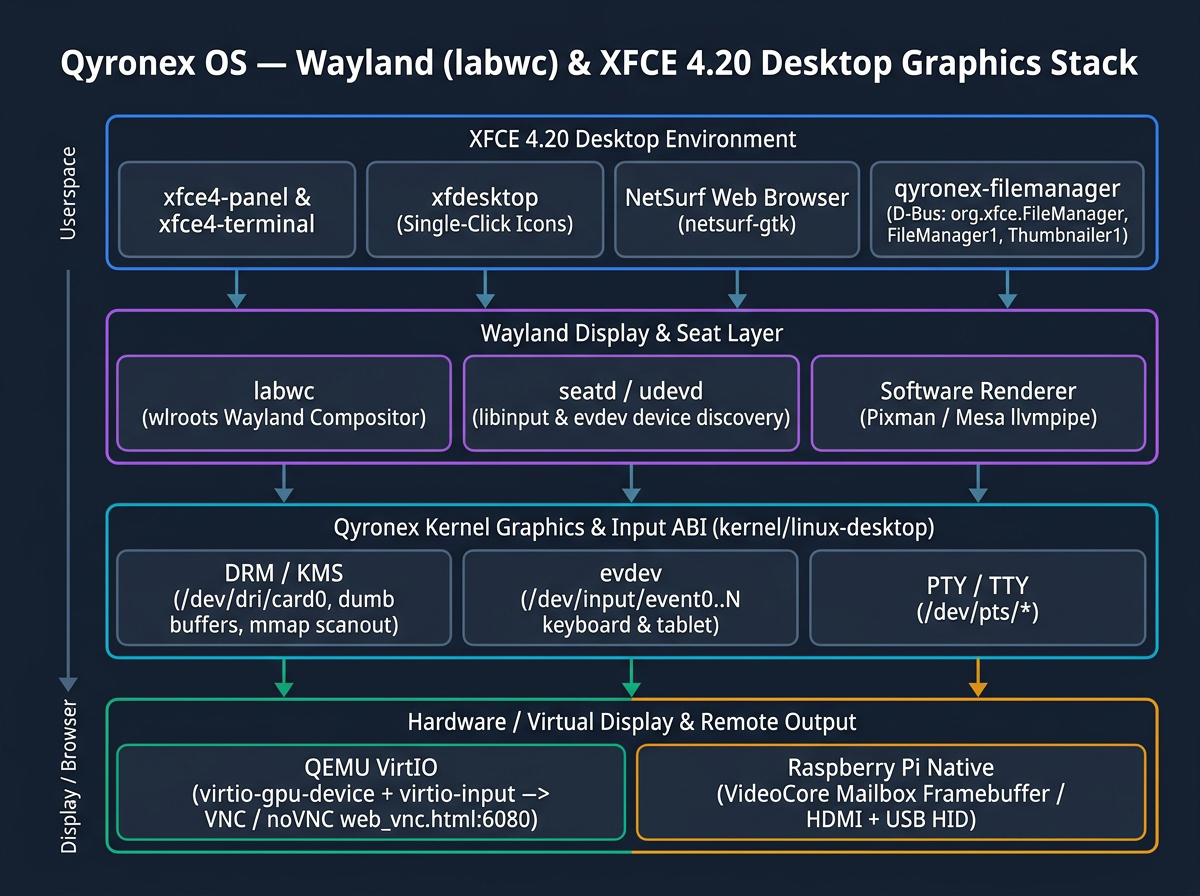 Qyronex OS — Wayland (labwc) & XFCE 4.20 Desktop Graphics Stack
Userspace
XFCE 4.20 Desktop Environment
xfce4-panel &
xfce4-terminal
xfdesktop
(Single-Click Icons)
NetSurf Web Browser
(netsurf-gtk)
qyronex-filemanager
(D-Bus: org.xfce.FileManager,
FileManager1, Thumbnailer1)
Wayland Display & Seat Layer
labwc
(wlroots Wayland Compositor)
seatd / udevd
(libinput & evdev device discovery)
Software Renderer
(Pixman / Mesa llvmpipe)
Qyronex Kernel Graphics & Input ABI (kernel/linux-desktop)
DRM / KMS
(/dev/dri/card0, dumb
buffers, mmap scanout)
evdev
(/dev/input/event0..N
keyboard & tablet)
PTY / TTY
(/dev/pts/*)
Display / Browser
Hardware / Virtual Display & Remote Output
QEMU VirtIO
(virtio-gpu-device + virtio-input —>
VNC / noVNC web_vnc.html:6080)
Raspberry Pi Native
(VideoCore Mailbox Framebuffer /
HDMI + USB HID)